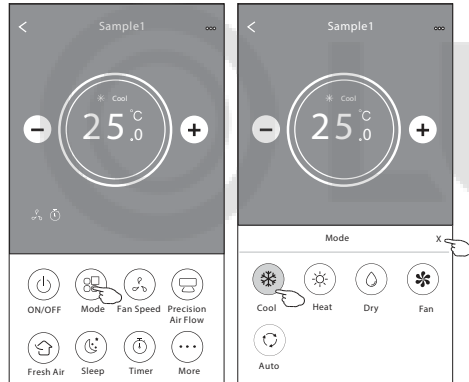 Sample1
Cool
25.0°C
ON/OFF
Mode
Fan Speed
Precision
Air Flow
Fresh Air
Sleep
Timer
More
Sample1
Cool
25.0°C
Mode
X
Cool
Heat
Dry
Fan
Auto